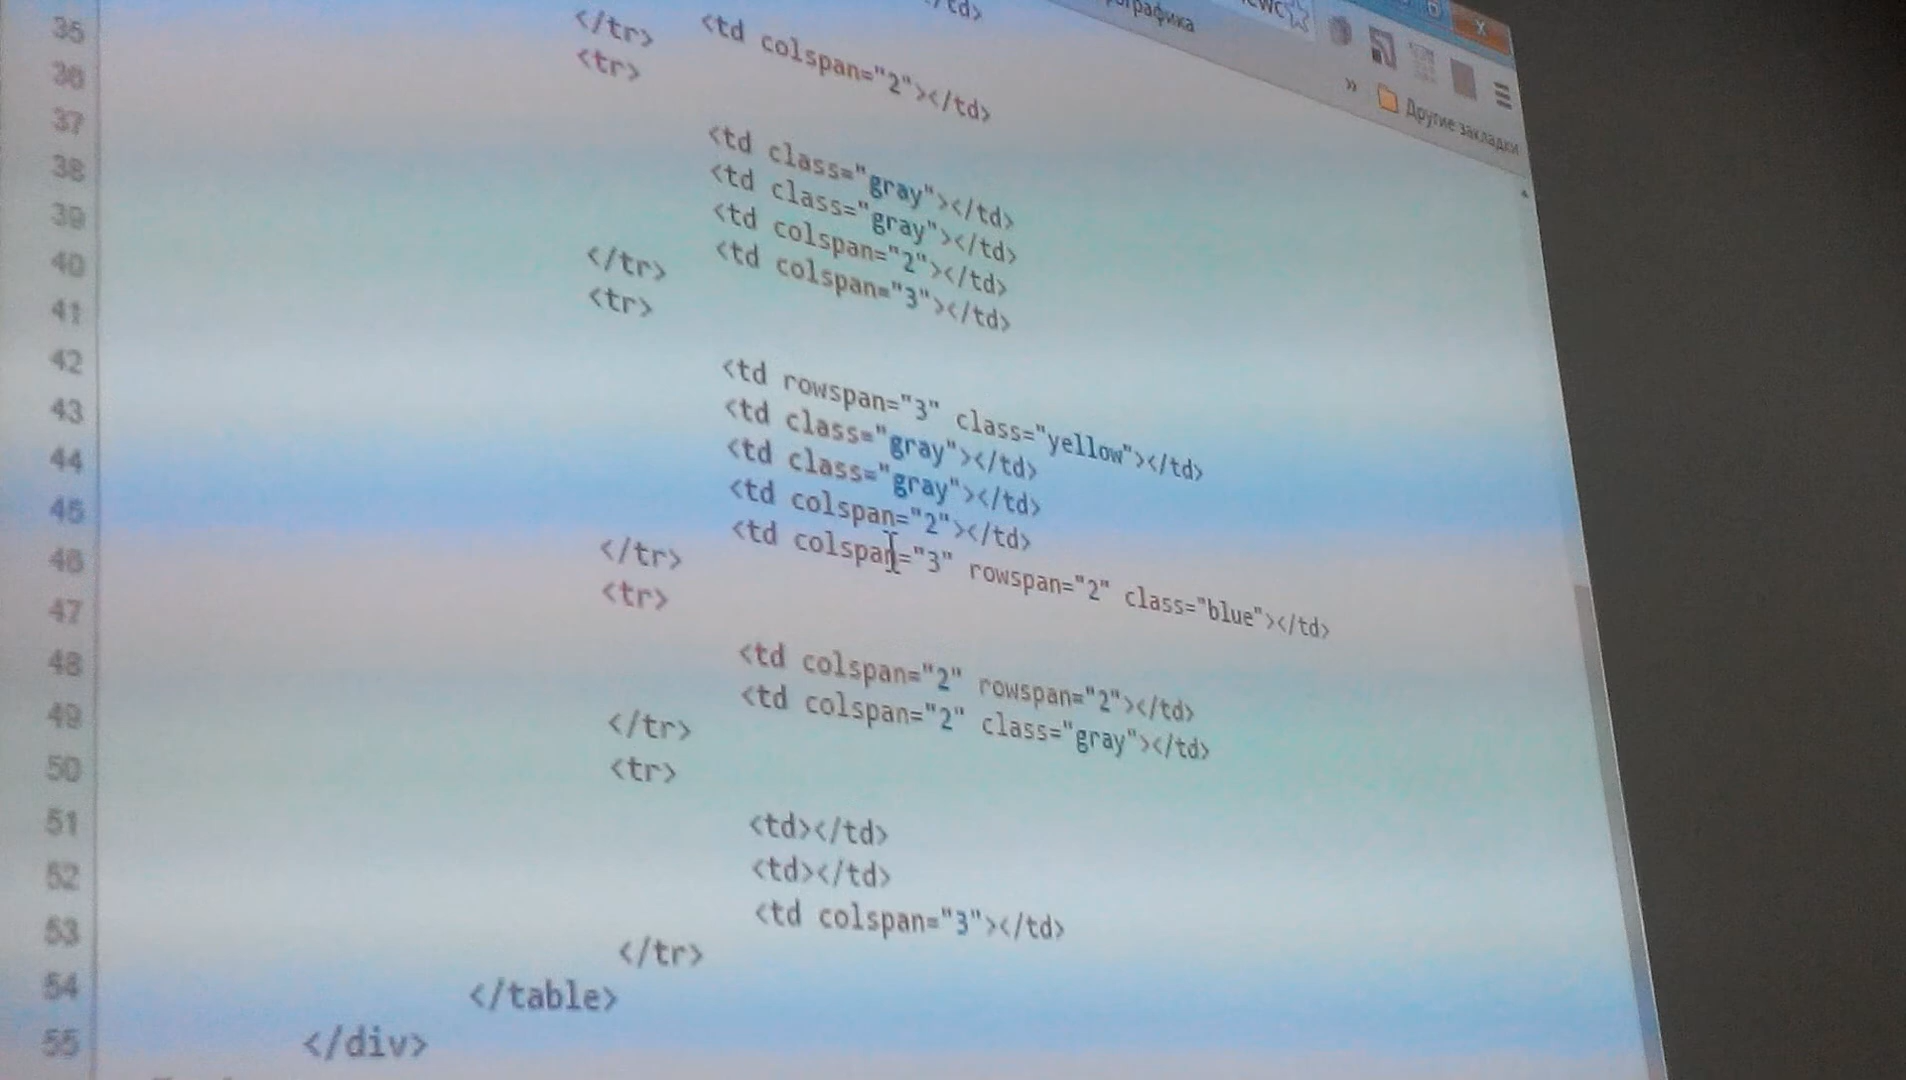 Другие закладки
35
<td colspan="2"></td>
</tr>
36
<tr>
37
<td class="gray"></td>
38
<td class="gray"></td>
39
<td colspan="2"></td>
40
<td colspan="3"></td>
</tr>
41
<tr>
42
<td rowspan="3" class="yellow"></td>
43
<td class="gray"></td>
44
<td class="gray"></td>
45
<td colspan="2"></td>
46
<td colspan="3" rowspan="2" class="blue"></td>
</tr>
47
<tr>
48
<td colspan="2" rowspan="2"></td>
49
<td colspan="2" class="gray"></td>
</tr>
50
<tr>
51
<td></td>
52
<td></td>
53
<td colspan="3"></td>
</tr>
54
</table>
55
</div>